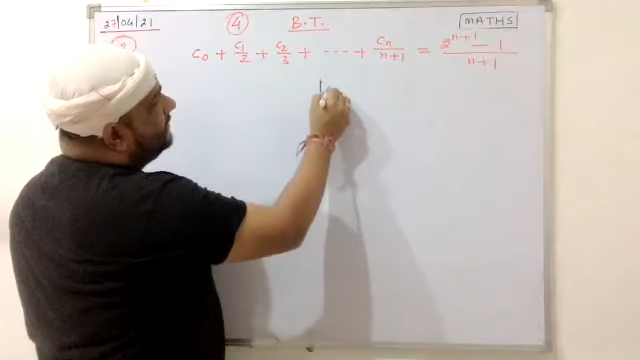 27/04/21 4 B.T. MATHS
C₀ + C₁/2 + C₂/3 + ---- + Cₙ/n+1 = 2ⁿ⁺¹ - 1/n+1